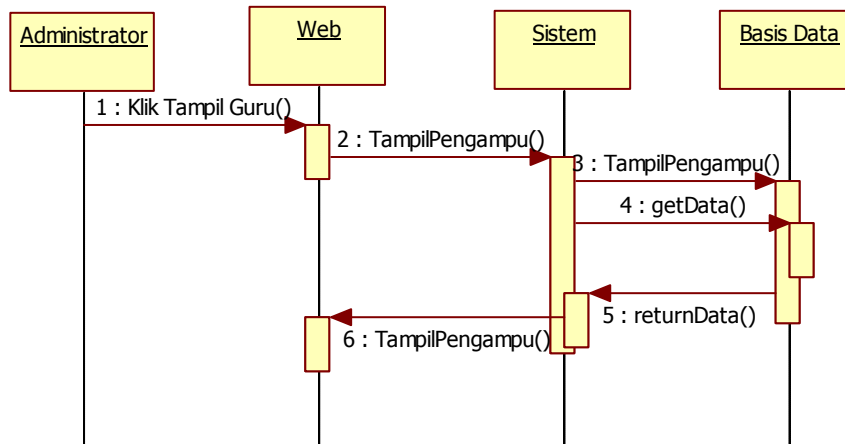 Administrator
Web
Sistem
Basis Data
1 : Klik Tampil Guru()
2 : TampilPengampu()
3 : TampilPengampu()
4 : getData()
5 : returnData()
6 : TampilPengampu()